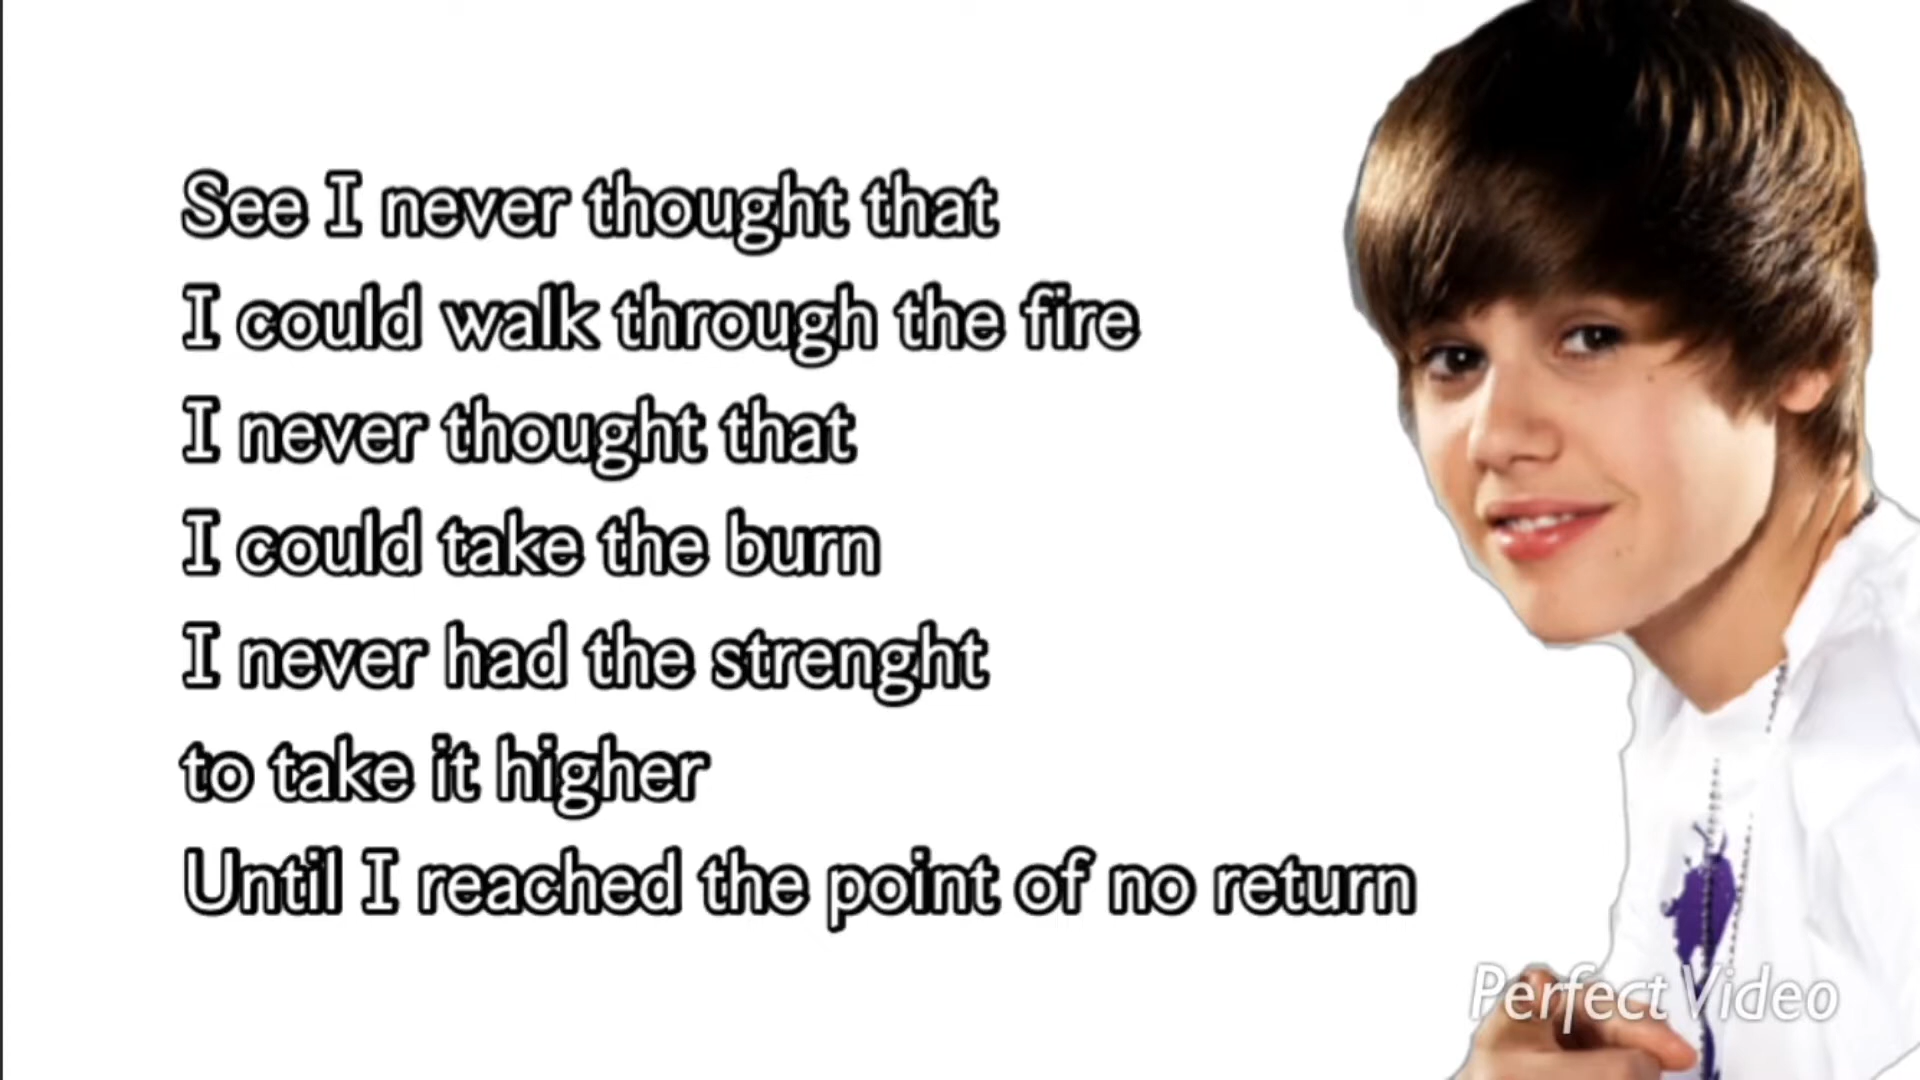 See I never thought that
I could walk through the fire
I never thought that
I could take the burn
I never had the strenght
to take it higher
Until I reached the point of no return
Perfect Video